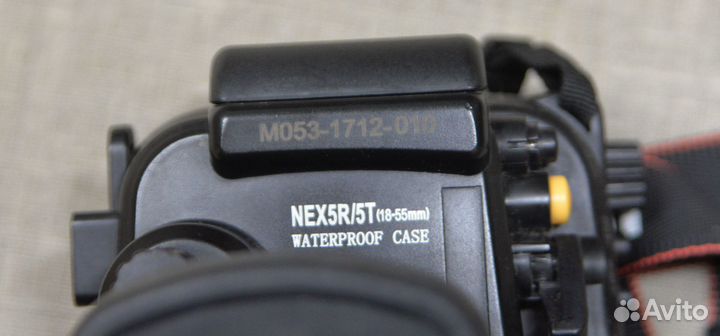 M053-1712-010
NEX5R/5T(18-55mm)
WATERPROOF CASE
Avito